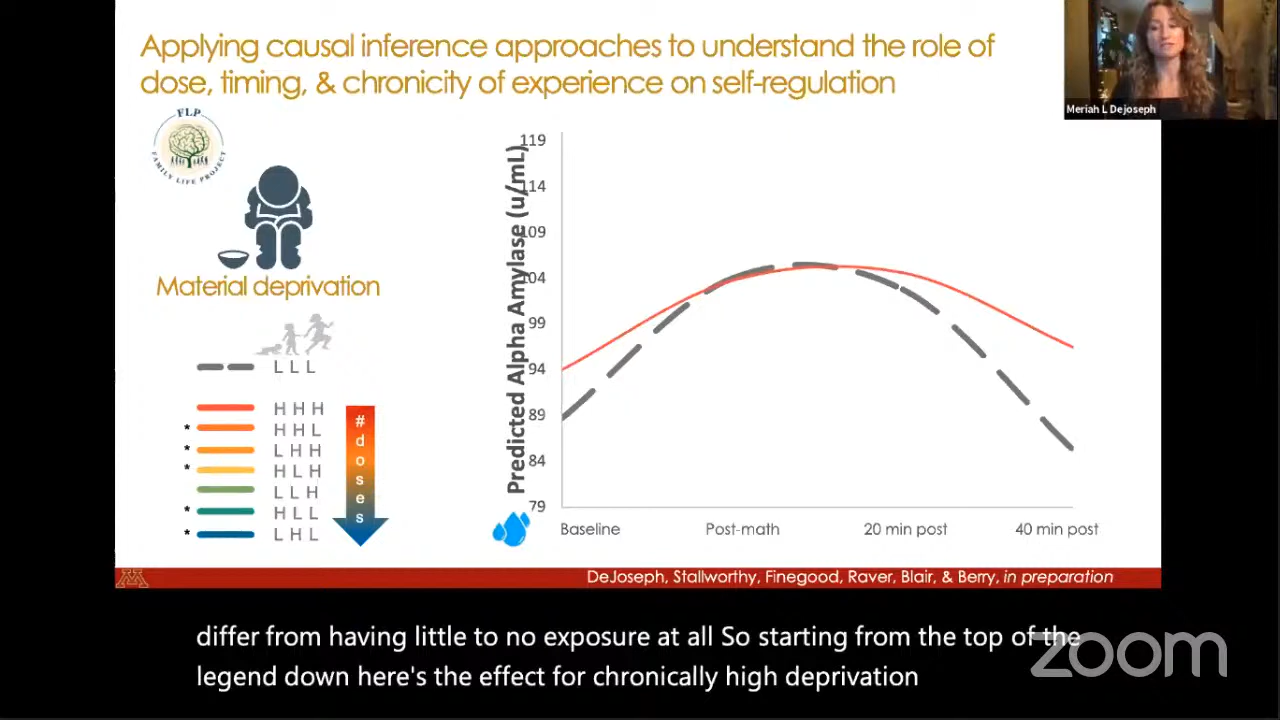 Applying causal inference approaches to understand the role of
dose, timing, & chronicity of experience on self-regulation
Meriah L Dejoseph
FLP
FAMILY LIFE PROJECT
Material deprivation
L L L
H H H
* H H L
* L H H
* H L H
L L H
* H L L
* L H L
# doses
Predicted Alpha Amylase (u/mL)
119
114
109
104
99
94
89
84
79
Baseline Post-math 20 min post 40 min post
DeJoseph, Stallworthy, Finegood, Raver, Blair, & Berry, in preparation
differ from having little to no exposure at all So starting from the top of the
legend down here's the effect for chronically high deprivation
zoom